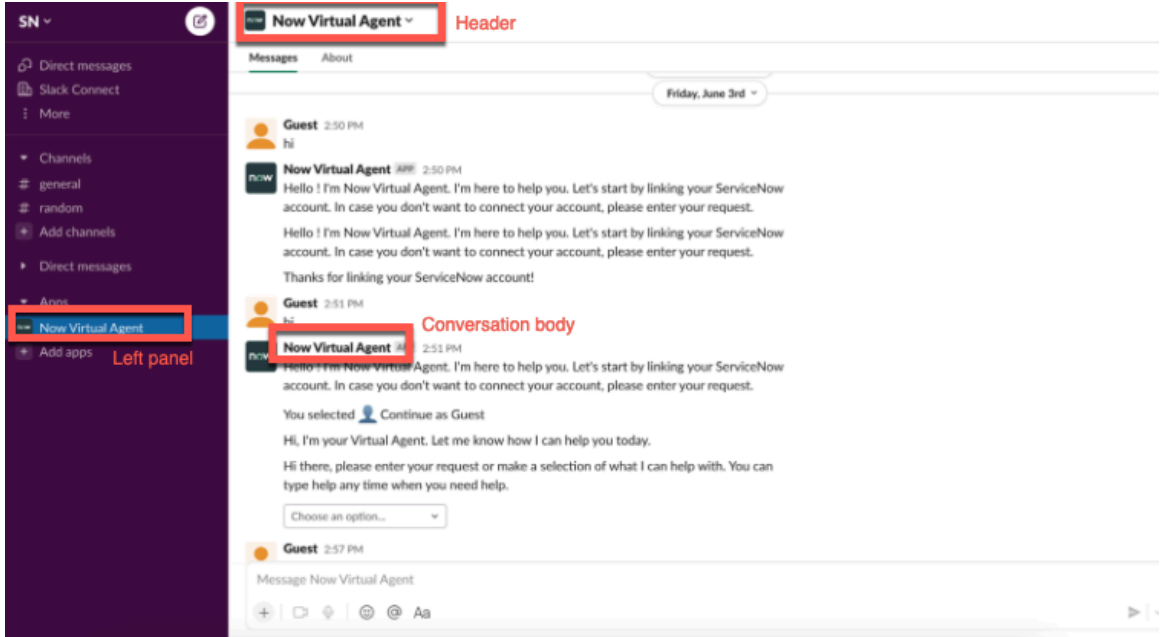 SN
Direct messages
Slack Connect
More
Channels
# general
# random
+ Add channels
Direct messages
Apps
now
Now Virtual Agent
+ Add apps
Left panel
now
Now Virtual Agent
Header
Messages About
Friday, June 3rd
Guest 2:50 PM
hi
now
Now Virtual Agent APP 2:50 PM
Hello ! I'm Now Virtual Agent. I'm here to help you. Let's start by linking your ServiceNow
account. In case you don't want to connect your account, please enter your request.
Hello ! I'm Now Virtual Agent. I'm here to help you. Let's start by linking your ServiceNow
account. In case you don't want to connect your account, please enter your request.
Thanks for linking your ServiceNow account!
Guest 2:51 PM
hi
Conversation body
now
Now Virtual Agent 2:51 PM
Hello ! I'm Now Virtual Agent. I'm here to help you. Let's start by linking your ServiceNow
account. In case you don't want to connect your account, please enter your request.
You selected 👤 Continue as Guest
Hi, I'm your Virtual Agent. Let me know how I can help you today.
Hi there, please enter your request or make a selection of what I can help with. You can
type help any time when you need help.
Choose an option...
Guest 2:57 PM
Message Now Virtual Agent
+ @ Aa